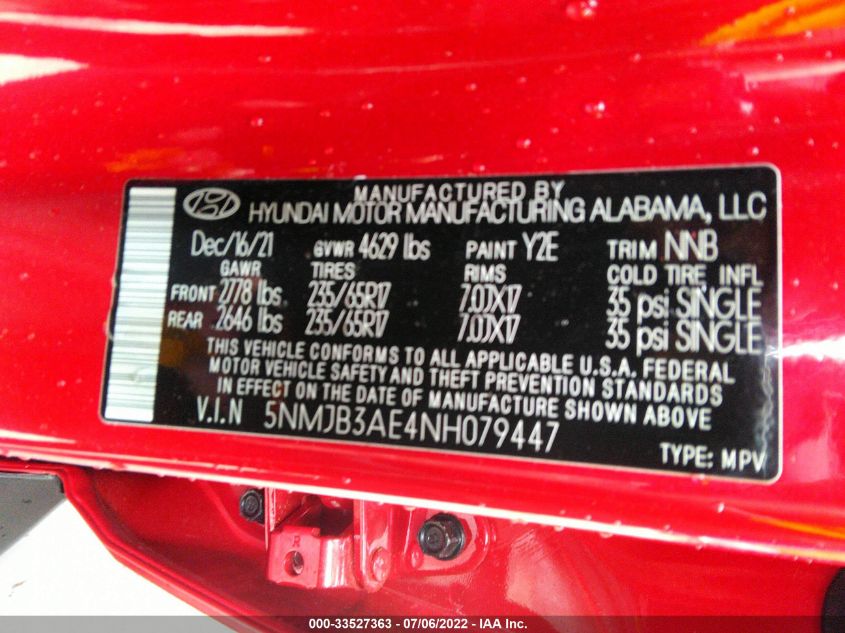 MANUFACTURED BY
HYUNDAI MOTOR MANUFACTURING ALABAMA, LLC
Dec/16/21 GVWR 4629 lbs PAINT Y2E TRIM NNB
GAWR TIRES RIMS COLD TIRE INFL
FRONT 2778 lbs 235/65R17 7.0JX17 35 psi SINGLE
REAR 2646 lbs 235/65R17 7.0JX17 35 psi SINGLE
THIS VEHICLE CONFORMS TO ALL APPLICABLE U.S.A. FEDERAL
MOTOR VEHICLE SAFETY AND THEFT PREVENTION STANDARDS
IN EFFECT ON THE DATE OF MANUFACTURE SHOWN ABOVE
V.I.N 5NMJB3AE4NH079447
TYPE: MPV
R
000-33527363 - 07/06/2022 - IAA Inc.